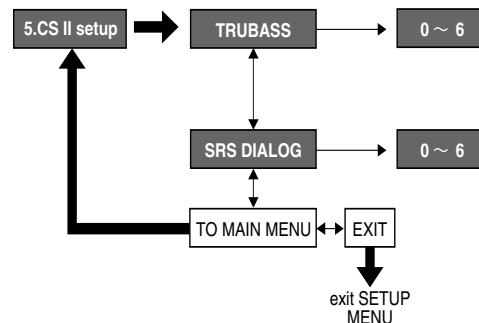 5.CS II setup
TRUBASS
0 ~ 6
SRS DIALOG
0 ~ 6
TO MAIN MENU
EXIT
exit SETUP
MENU